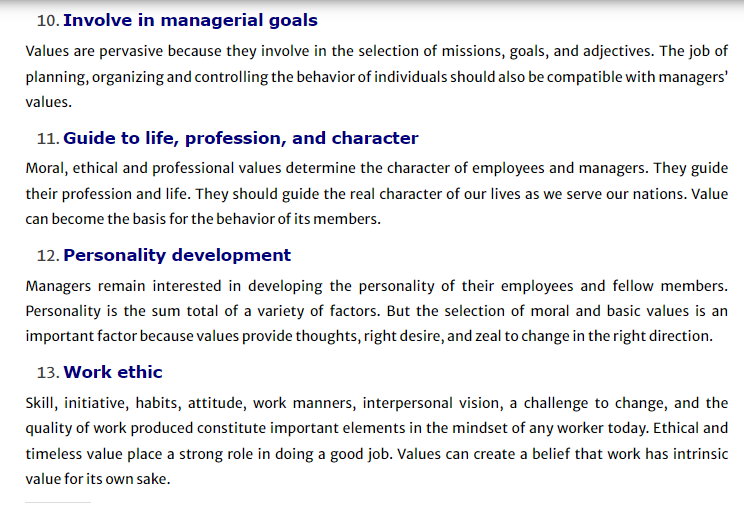 10. Involve in managerial goals
Values are pervasive because they involve in the selection of missions, goals, and adjectives. The job of
planning, organizing and controlling the behavior of individuals should also be compatible with managers’
values.
11. Guide to life, profession, and character
Moral, ethical and professional values determine the character of employees and managers. They guide
their profession and life. They should guide the real character of our lives as we serve our nations. Value
can become the basis for the behavior of its members.
12. Personality development
Managers remain interested in developing the personality of their employees and fellow members.
Personality is the sum total of a variety of factors. But the selection of moral and basic values is an
important factor because values provide thoughts, right desire, and zeal to change in the right direction.
13. Work ethic
Skill, initiative, habits, attitude, work manners, interpersonal vision, a challenge to change, and the
quality of work produced constitute important elements in the mindset of any worker today. Ethical and
timeless value place a strong role in doing a good job. Values can create a belief that work has intrinsic
value for its own sake.